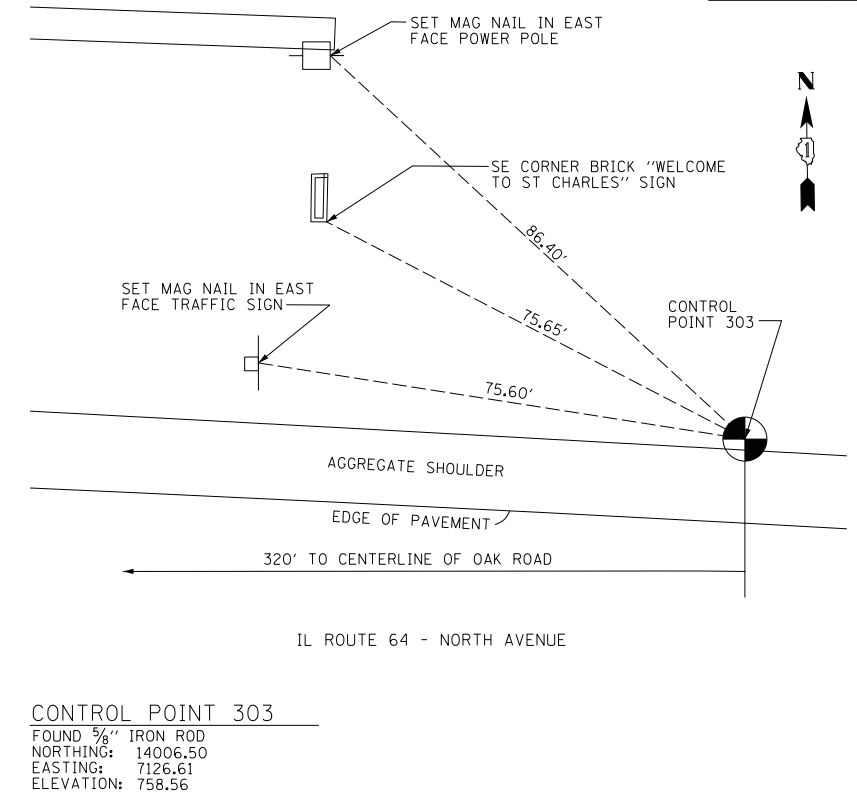 SET MAG NAIL IN EAST
FACE POWER POLE
N
1
SE CORNER BRICK "WELCOME
TO ST CHARLES" SIGN
86.40'
SET MAG NAIL IN EAST
FACE TRAFFIC SIGN
CONTROL
POINT 303
75.65'
75.60'
AGGREGATE SHOULDER
EDGE OF PAVEMENT
320' TO CENTERLINE OF OAK ROAD
IL ROUTE 64 - NORTH AVENUE
CONTROL POINT 303
FOUND 5/8" IRON ROD
NORTHING: 14006.50
EASTING: 7126.61
ELEVATION: 758.56